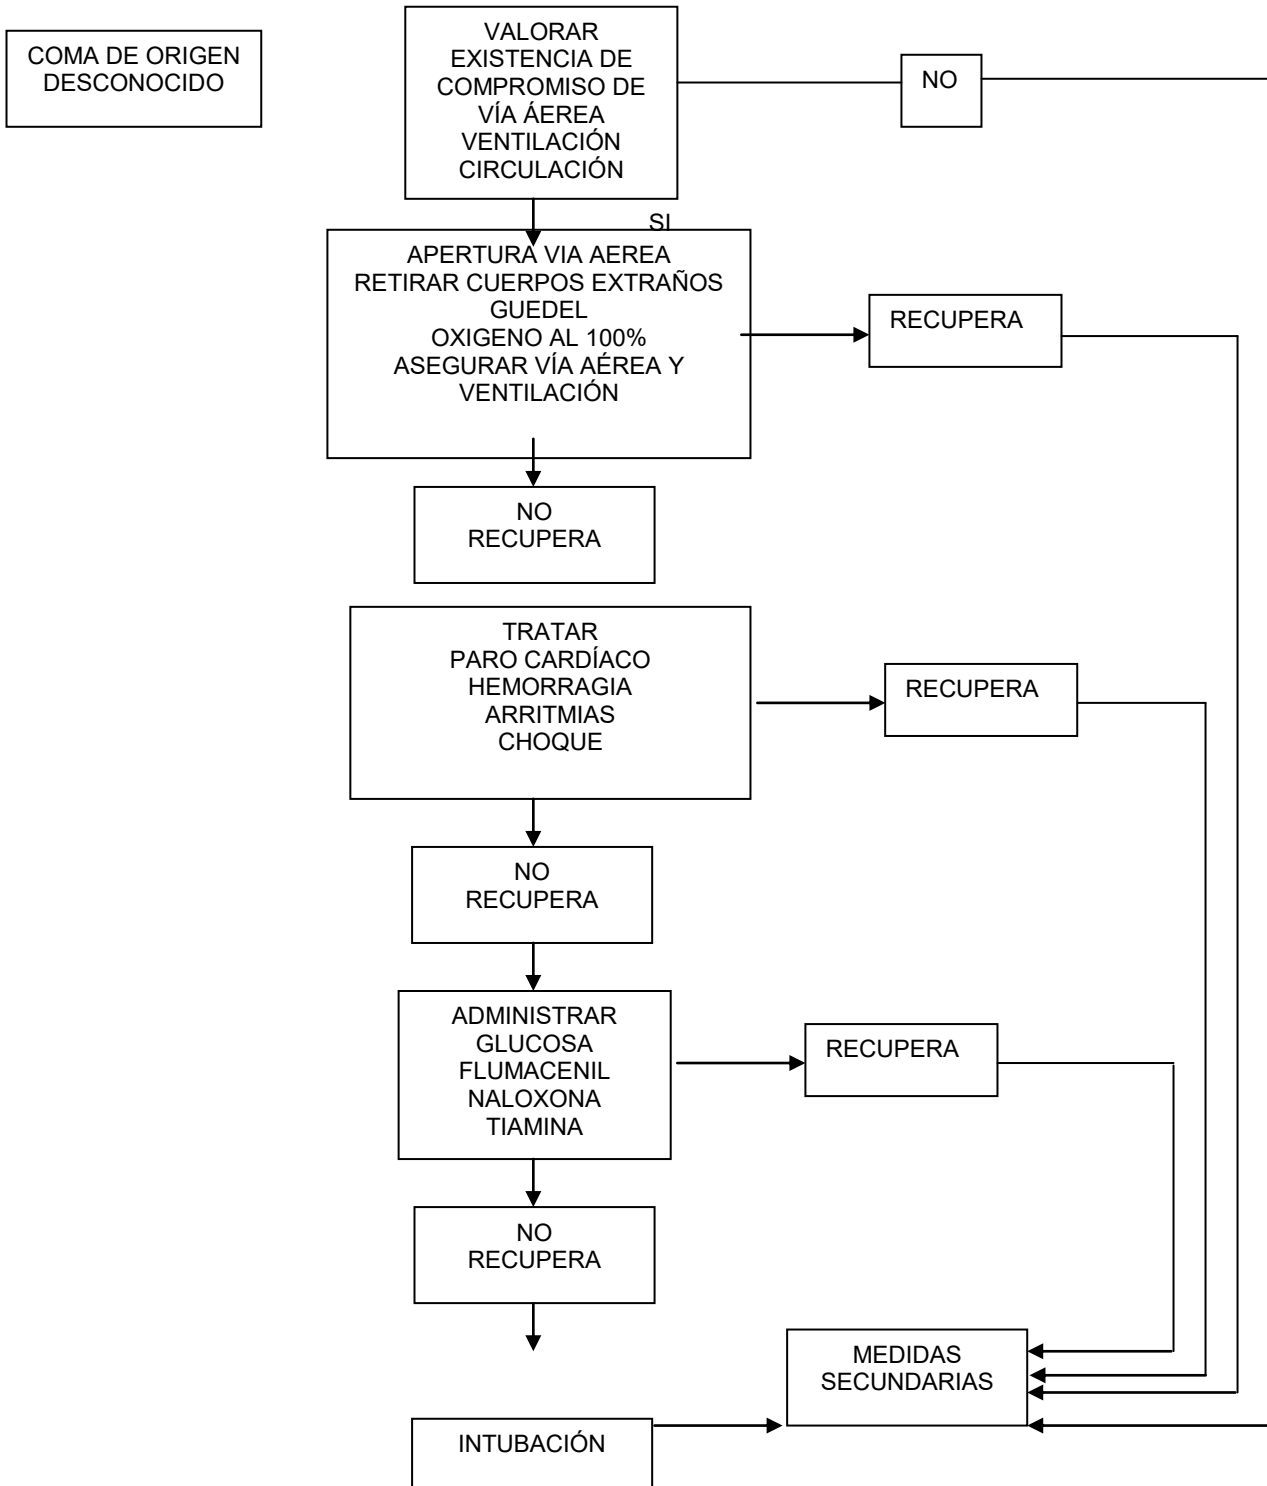 COMA DE ORIGEN
DESCONOCIDO
VALORAR
EXISTENCIA DE
COMPROMISO DE
VÍA ÁEREA
VENTILACIÓN
CIRCULACIÓN
NO
SI
APERTURA VIA AEREA
RETIRAR CUERPOS EXTRAÑOS
GUEDEL
OXIGENO AL 100%
ASEGURAR VÍA AÉREA Y
VENTILACIÓN
RECUPERA
NO
RECUPERA
TRATAR
PARO CARDÍACO
HEMORRAGIA
ARRITMIAS
CHOQUE
RECUPERA
NO
RECUPERA
ADMINISTRAR
GLUCOSA
FLUMACENIL
NALOXONA
TIAMINA
RECUPERA
NO
RECUPERA
MEDIDAS
SECUNDARIAS
INTUBACIÓN